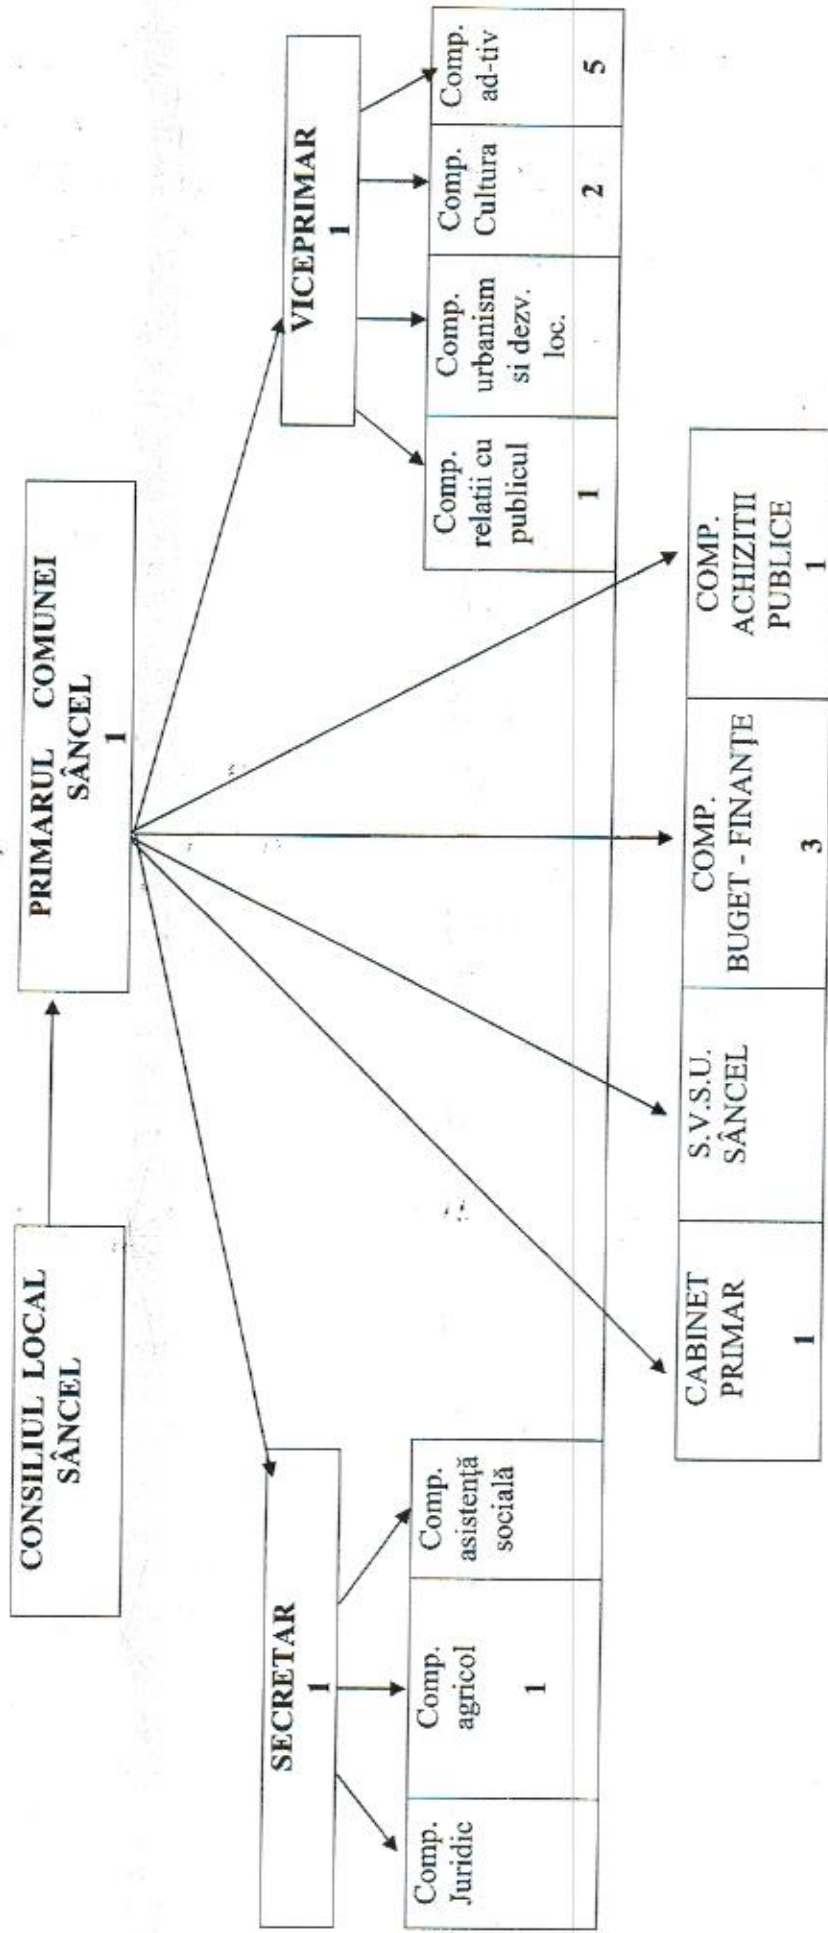 CONSILIUL LOCAL
SÂNCEL
PRIMARUL COMUNEI
SÂNCEL
1
SECRETAR
1
VICEPRIMAR
1
Comp.
Juridic
Comp.
agricol
1
Comp.
asistenţă
socială
Comp.
relatii cu
publicul
1
Comp.
urbanism
si dezv.
loc.
Comp.
Cultura
2
Comp.
ad-tiv
5
CABINET
PRIMAR
1
S.V.S.U.
SÂNCEL
COMP.
BUGET - FINANŢE
3
COMP.
ACHIZITII
PUBLICE
1